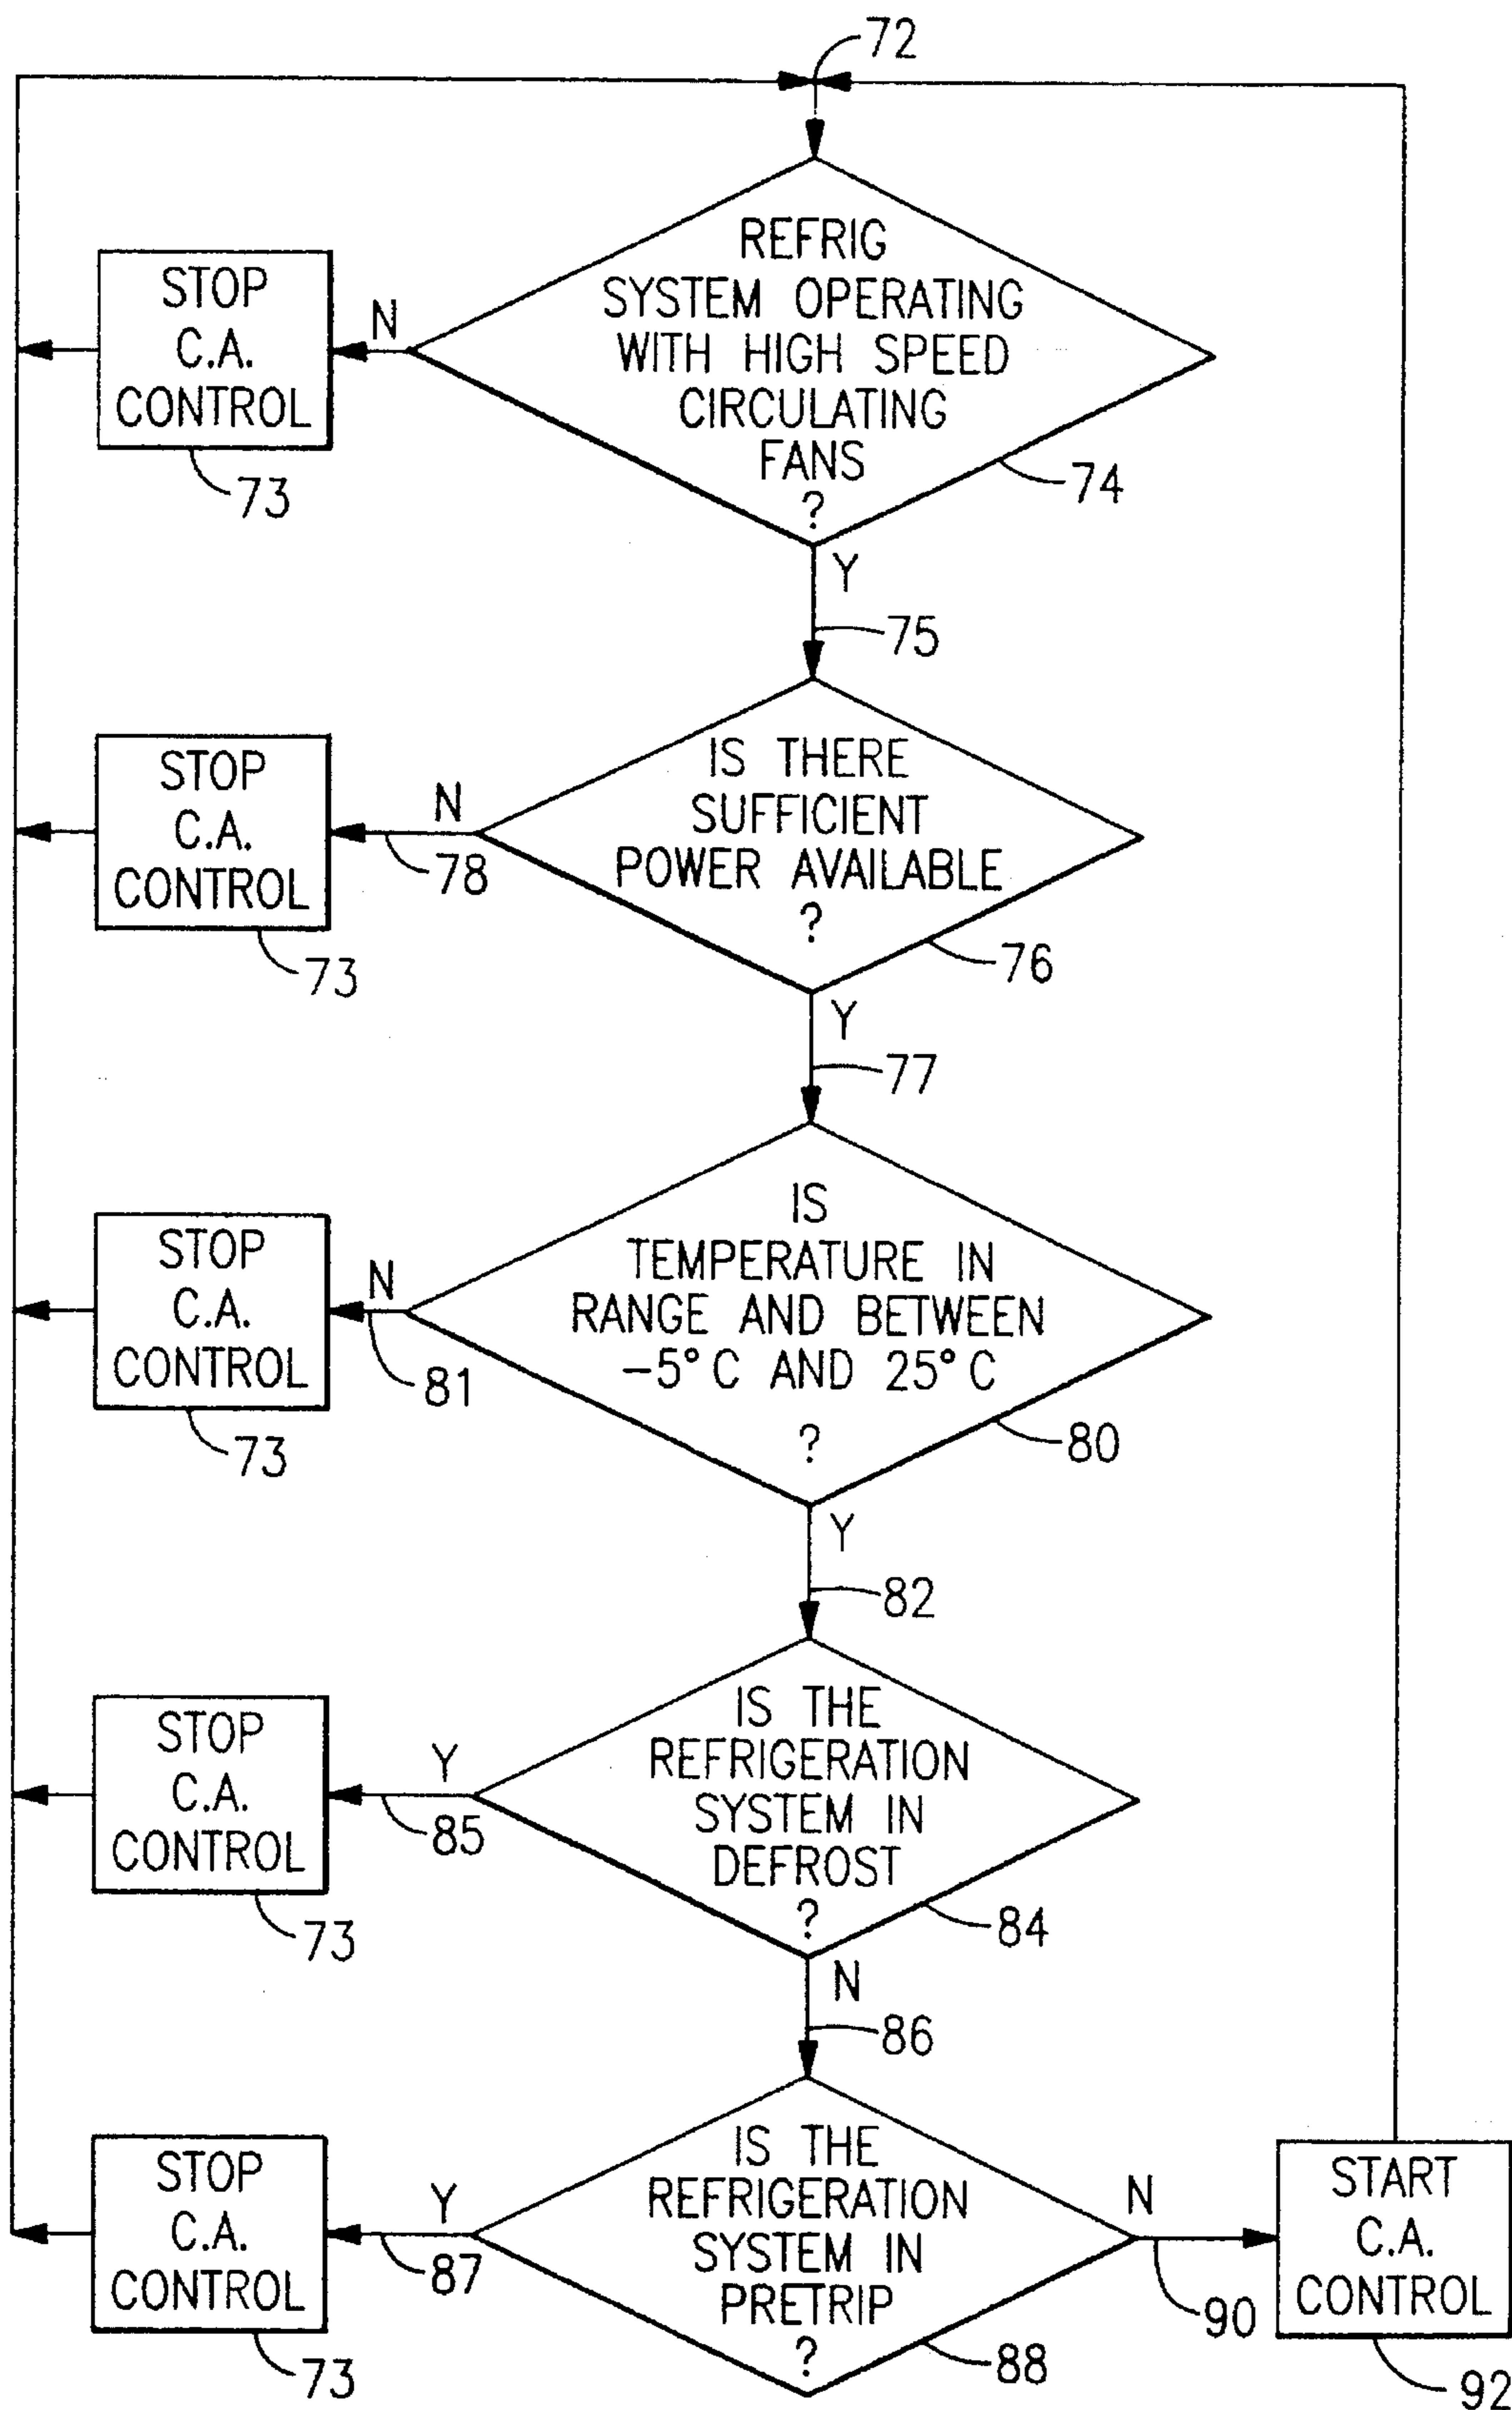 72
REFRIG
SYSTEM OPERATING
WITH HIGH SPEED
CIRCULATING
FANS
?
74
N
STOP
C.A.
CONTROL
73
Y
75
IS THERE
SUFFICIENT
POWER AVAILABLE
?
76
N
78
STOP
C.A.
CONTROL
73
Y
77
IS
TEMPERATURE IN
RANGE AND BETWEEN
-5°C AND 25°C
?
80
N
81
STOP
C.A.
CONTROL
73
Y
82
IS THE
REFRIGERATION
SYSTEM IN
DEFROST
?
84
Y
85
STOP
C.A.
CONTROL
73
N
86
IS THE
REFRIGERATION
SYSTEM IN
PRETRIP
?
88
Y
87
STOP
C.A.
CONTROL
73
N
90
START
C.A.
CONTROL
92